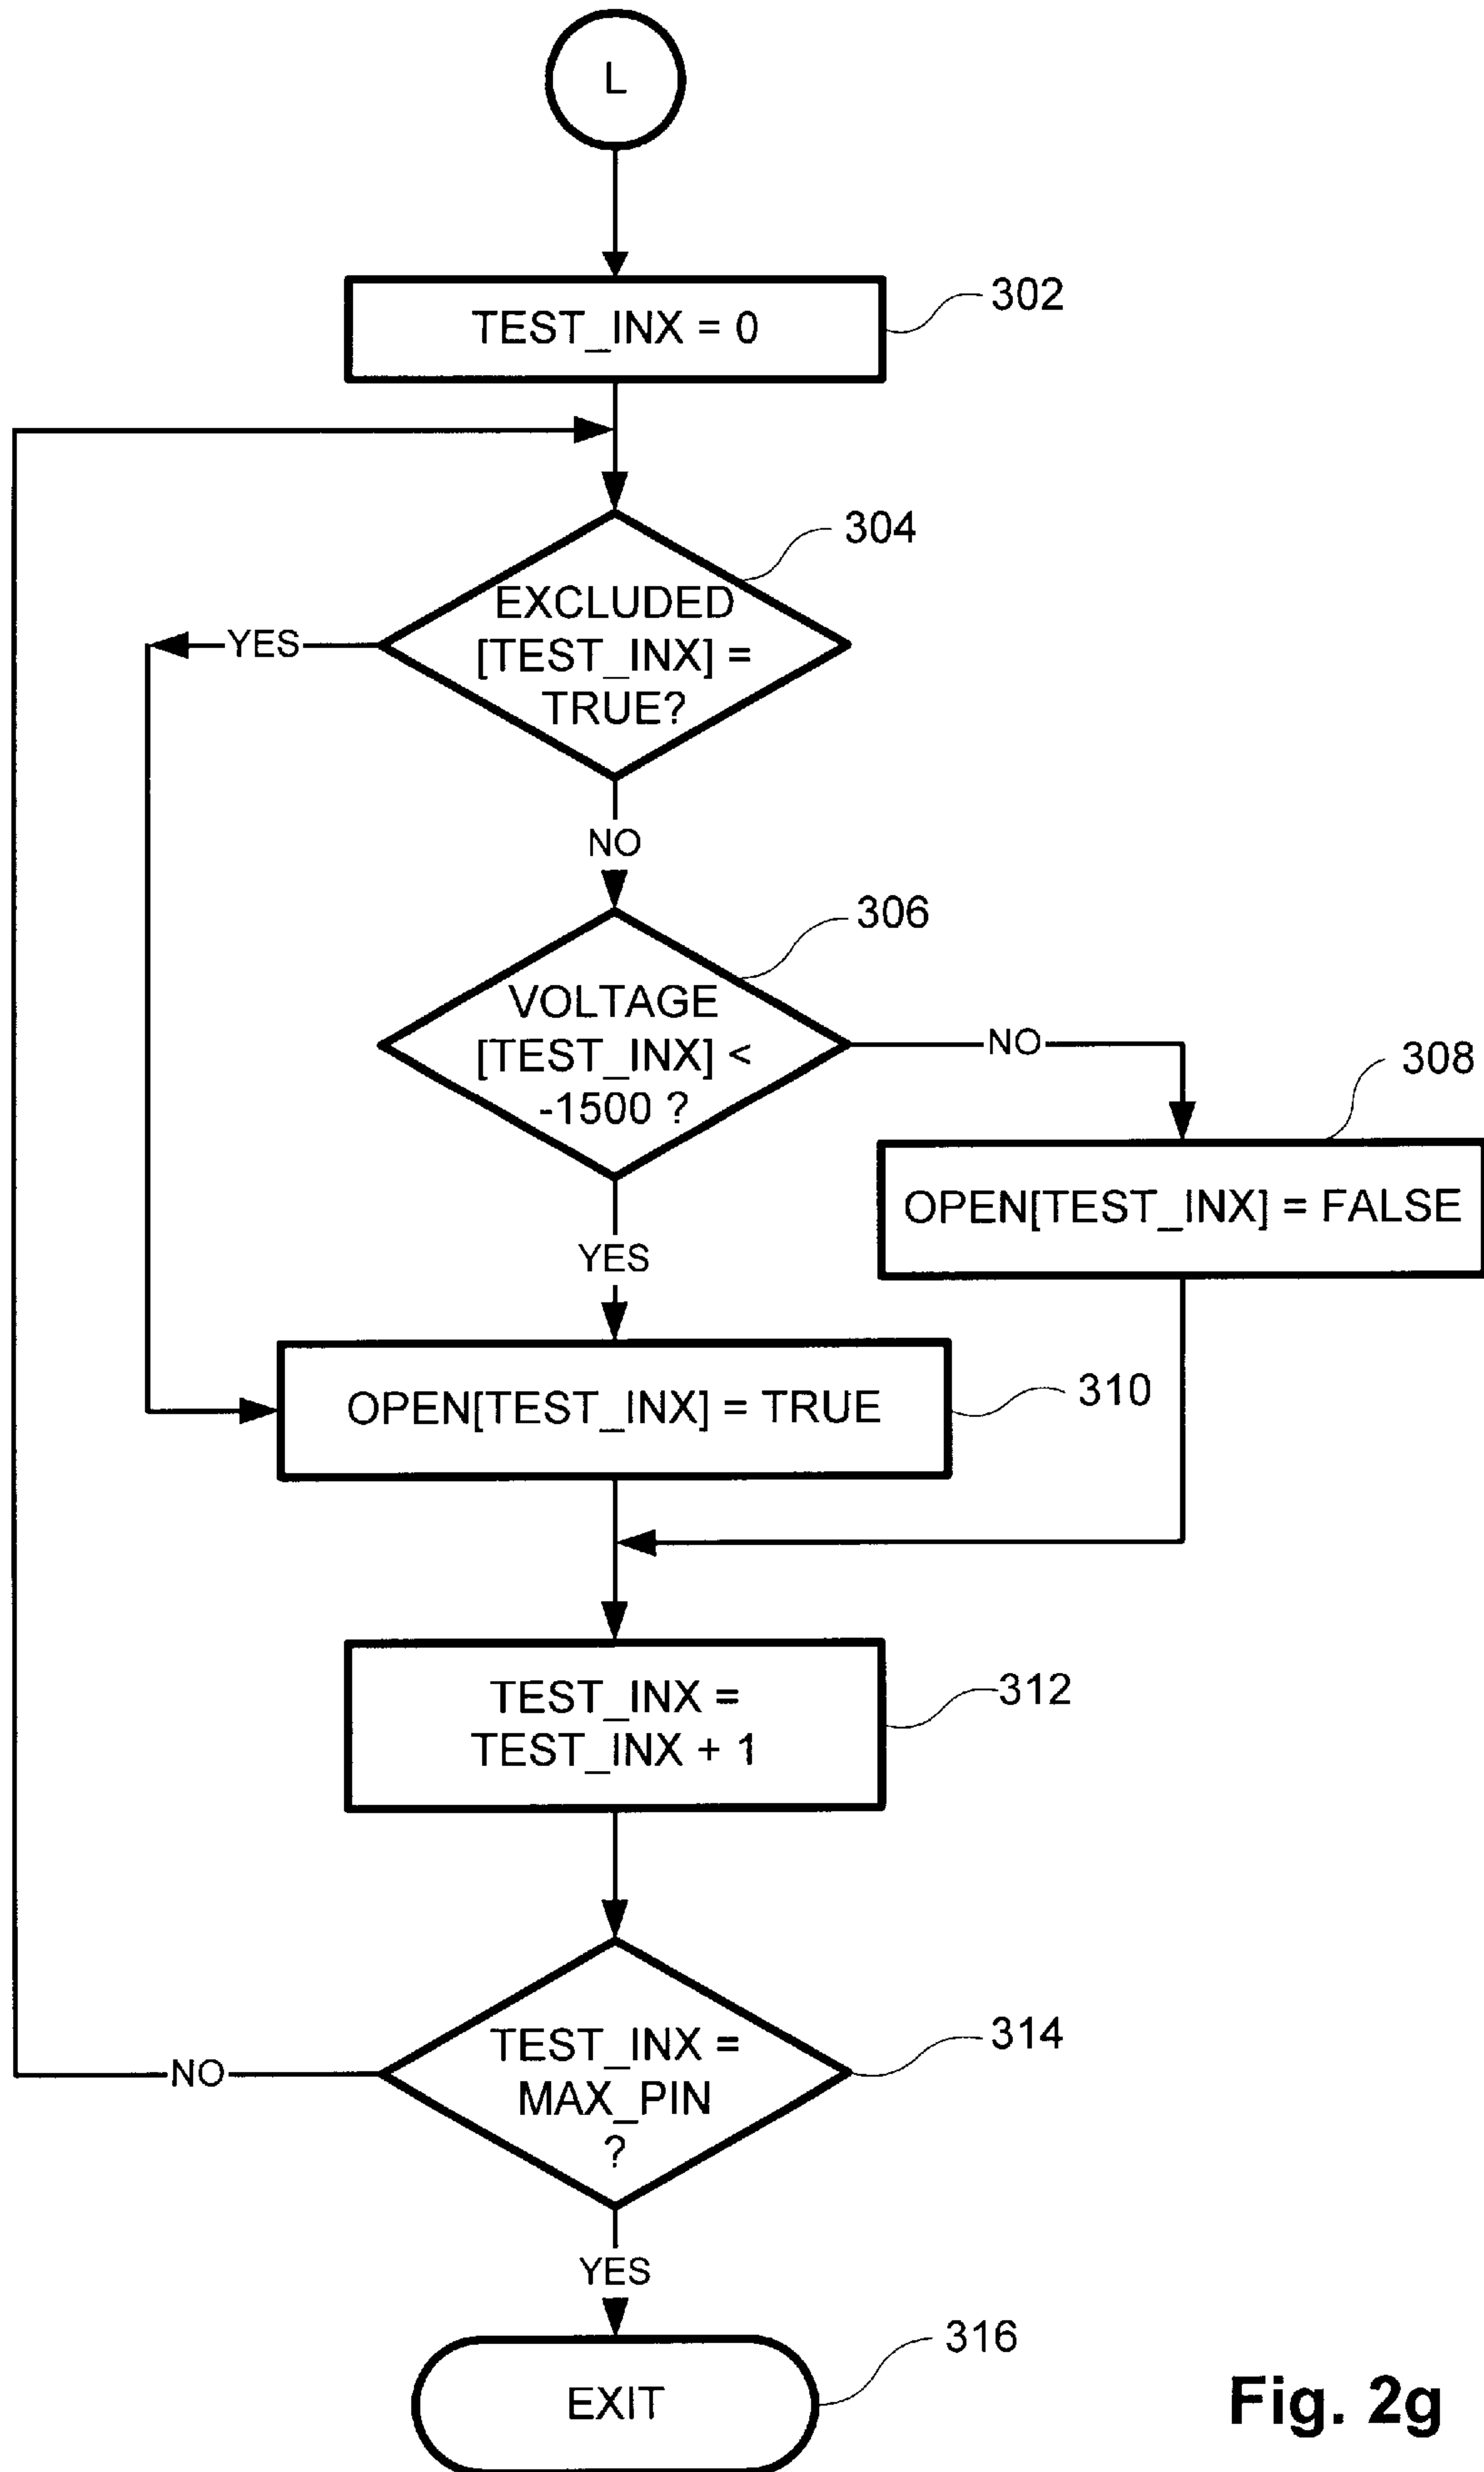 L
TEST_INX = 0
302
304
EXCLUDED
[TEST_INX] =
TRUE?
YES
NO
306
VOLTAGE
[TEST_INX] <
-1500 ?
NO
308
OPEN[TEST_INX] = FALSE
YES
OPEN[TEST_INX] = TRUE
310
TEST_INX =
TEST_INX + 1
312
314
TEST_INX =
MAX_PIN
?
NO
YES
316
EXIT
Fig. 2g